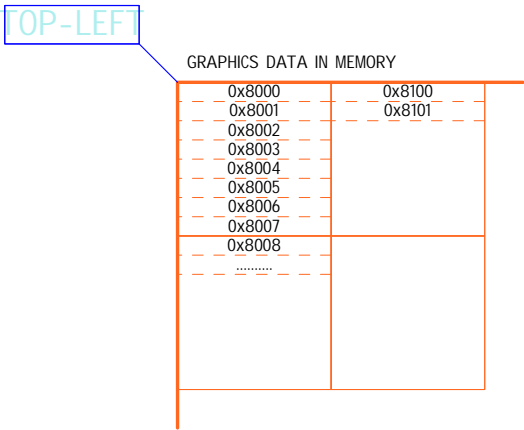 TOP-LEFT
GRAPHICS DATA IN MEMORY
0x8000 0x8100
0x8001 0x8101
0x8002
0x8003
0x8004
0x8005
0x8006
0x8007
0x8008
..........